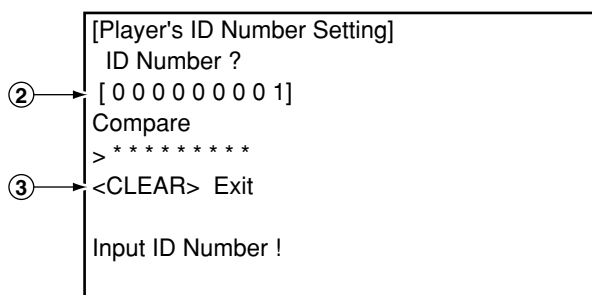 [Player's ID Number Setting]
ID Number ?
② [ 0 0 0 0 0 0 0 0 1]
Compare
> * * * * * * * * *
③ <CLEAR> Exit
Input ID Number !